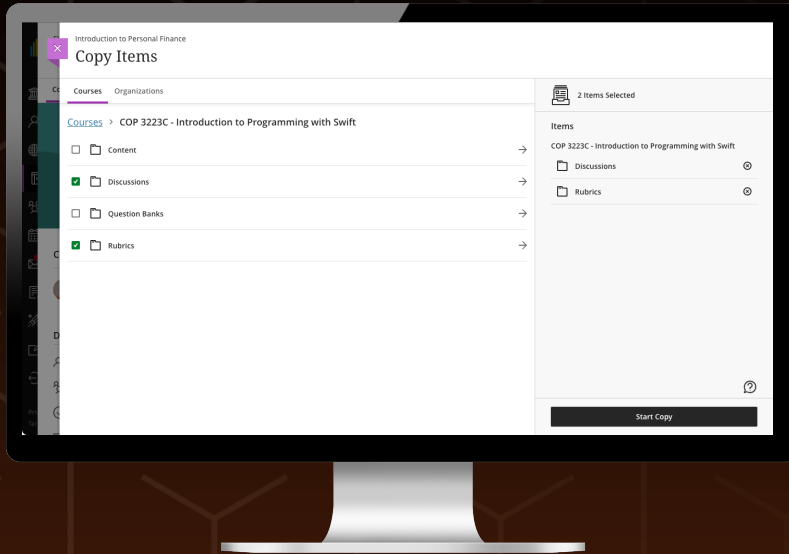 Introduction to Personal Finance
Copy Items
Courses Organizations
Courses > COP 3223C - Introduction to Programming with Swift
Content
Discussions
Question Banks
Rubrics
2 Items Selected
Items
COP 3223C - Introduction to Programming with Swift
Discussions
Rubrics
Start Copy